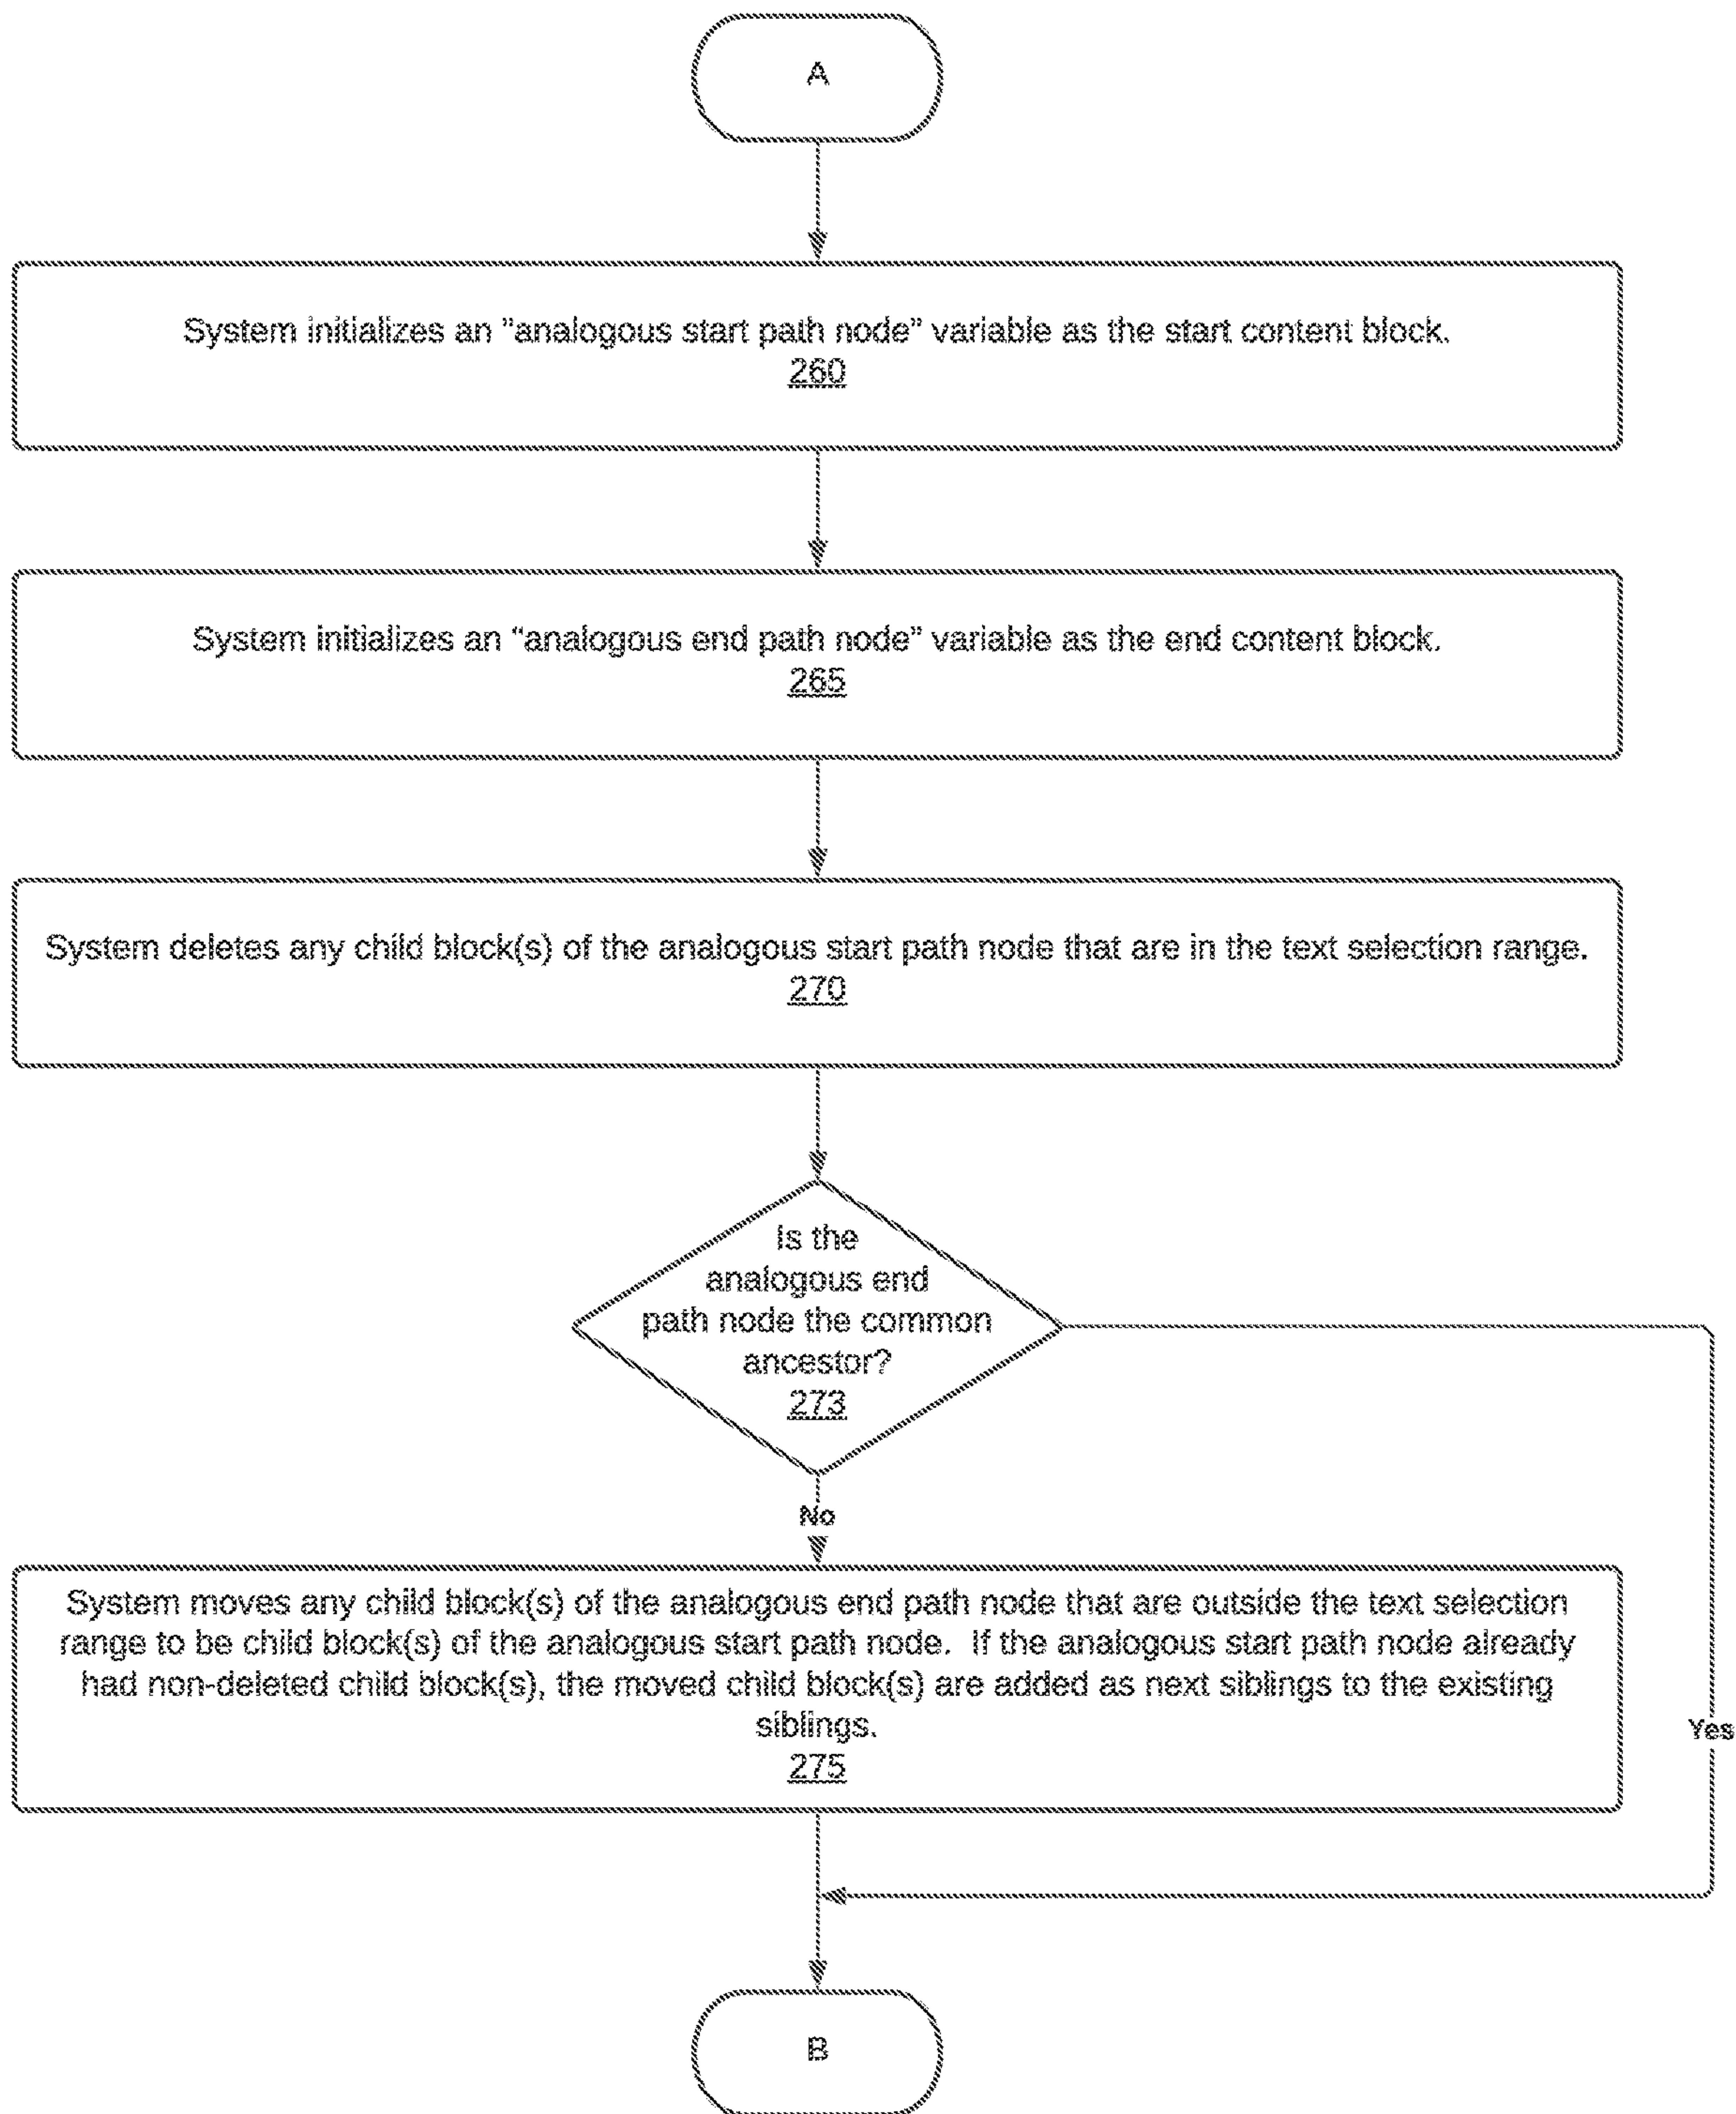 A
System initializes an ”analogous start path node” variable as the start content block.
260
System initializes an “analogous end path node” variable as the end content block.
265
System deletes any child block(s) of the analogous start path node that are in the text selection range.
270
Is the
analogous end
path node the common
ancestor?
273
No
System moves any child block(s) of the analogous end path node that are outside the text selection
range to be child block(s) of the analogous start path node.  If the analogous start path node already
had non-deleted child block(s), the moved child block(s) are added as next siblings to the existing
siblings.
275
Yes
B